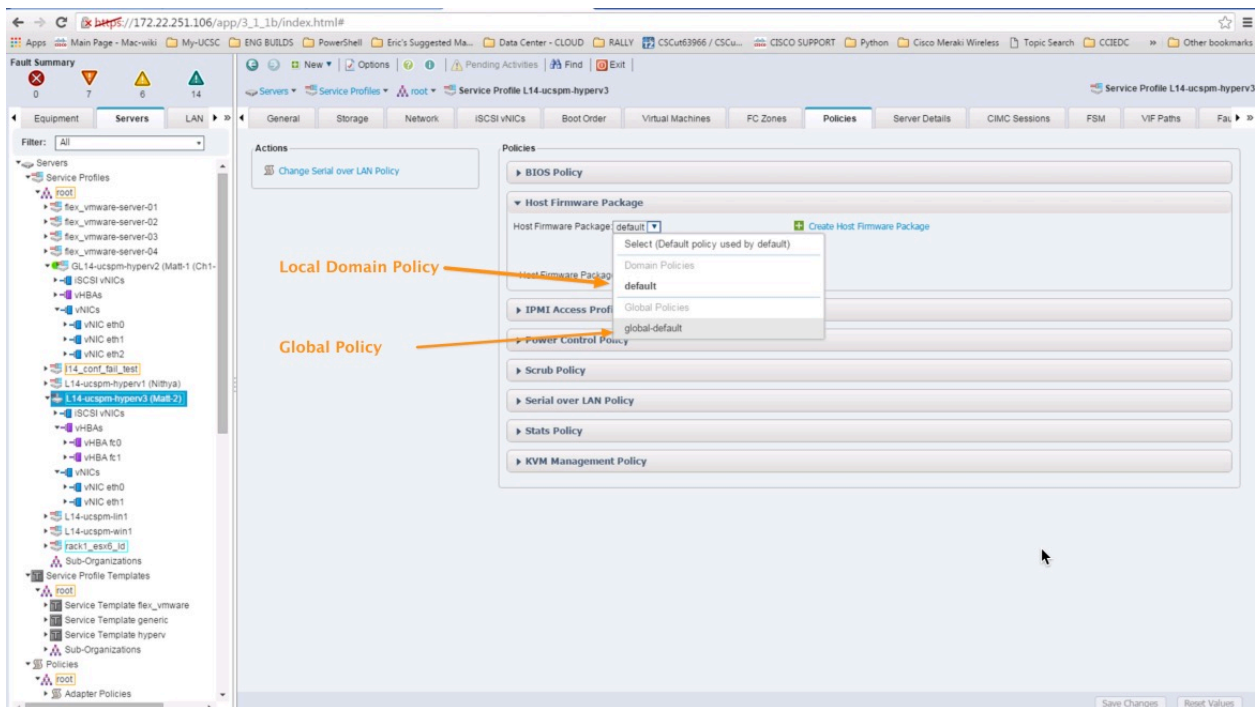 https://172.22.251.106/app/3_1_1b/index.html#
Apps Main Page - Mac-wiki My-UCSC ENG BUILDS PowerShell Eric's Suggested Ma... Data Center - CLOUD RALLY CSCut63966 / CSCu... CISCO SUPPORT Python Cisco Meraki Wireless Topic Search CCIEDC » Other bookmarks
Fault Summary
0 7 6 14
New Options Pending Activities Find Exit
Servers Service Profiles root Service Profile L14-ucspm-hyperv3
Service Profile L14-ucspm-hyperv3
Equipment Servers LAN »
General Storage Network iSCSI vNICs Boot Order Virtual Machines FC Zones Policies Server Details CIMC Sessions FSM VIF Paths Fau »
Filter: All
Servers
Service Profiles
root
flex_vmware-server-01
flex_vmware-server-02
flex_vmware-server-03
flex_vmware-server-04
GL14-ucspm-hyperv2 (Matt-1 (Ch1-
iSCSI vNICs
vHBAs
vNICs
vNIC eth0
vNIC eth1
vNIC eth2
l14_conf_fail_test
L14-ucspm-hyperv1 (Nithya)
L14-ucspm-hyperv3 (Matt-2)
iSCSI vNICs
vHBAs
vHBA fc0
vHBA fc1
vNICs
vNIC eth0
vNIC eth1
L14-ucspm-lin1
L14-ucspm-win1
rack1_esx6_ld
Sub-Organizations
Service Profile Templates
root
Service Template flex_vmware
Service Template generic
Service Template hyperv
Sub-Organizations
Policies
root
Adapter Policies
Actions
Change Serial over LAN Policy
Policies
BIOS Policy
Host Firmware Package
Host Firmware Package: default
Create Host Firmware Package
Select (Default policy used by default)
Domain Policies
default
Global Policies
global-default
Host Firmware Packag
IPMI Access Profi
Power Control Policy
Scrub Policy
Serial over LAN Policy
Stats Policy
KVM Management Policy
Local Domain Policy
Global Policy
Save Changes Reset Values